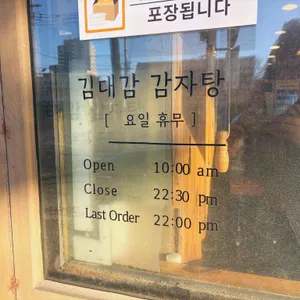 포장됩니다
김대감 감자탕
[ 요일 휴무 ]
Open 10:00 am
Close 22:30 pm
Last Order 22:00 pm